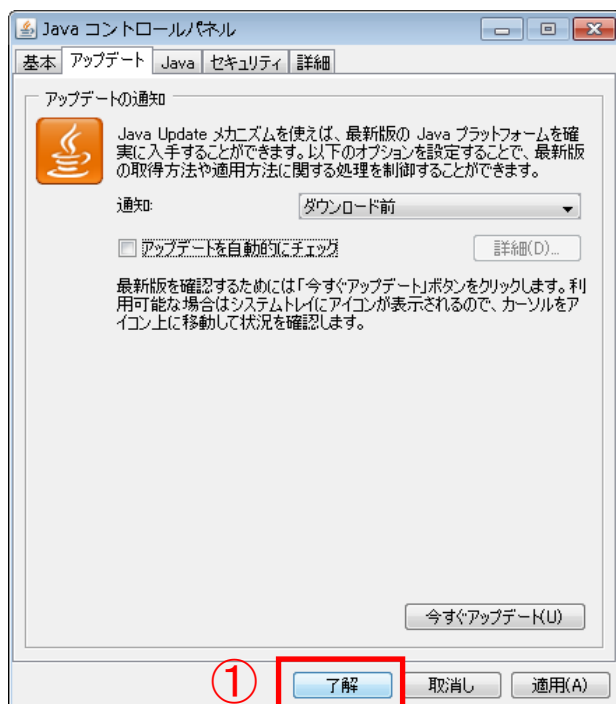 Java コントロールパネル
基本 アップデート Java セキュリティ 詳細
アップデートの通知
Java Update メカニズムを使えば、最新版の Java プラットフォームを確
実に入手することができます。以下のオプションを設定することで、最新版
の取得方法や適用方法に関する処理を制御することができます。
通知: ダウンロード前
アップデートを自動的にチェック 詳細(D)...
最新版を確認するためには「今すぐアップデート」ボタンをクリックします。利
用可能な場合はシステムトレイにアイコンが表示されるので、カーソルをア
イコン上に移動して状況を確認します。
今すぐアップデート(U)
① 了解 取消し 適用(A)